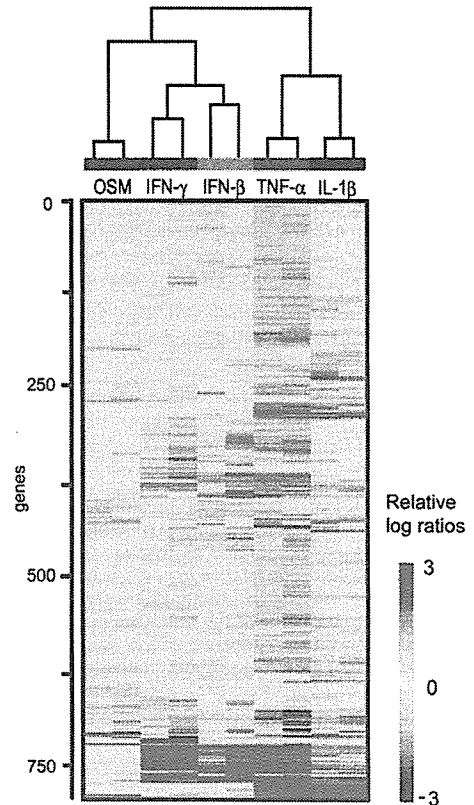 OSM IFN-γ IFN-β TNF-α IL-1β
0
250
500
750
genes
Relative
log ratios
3
0
-3